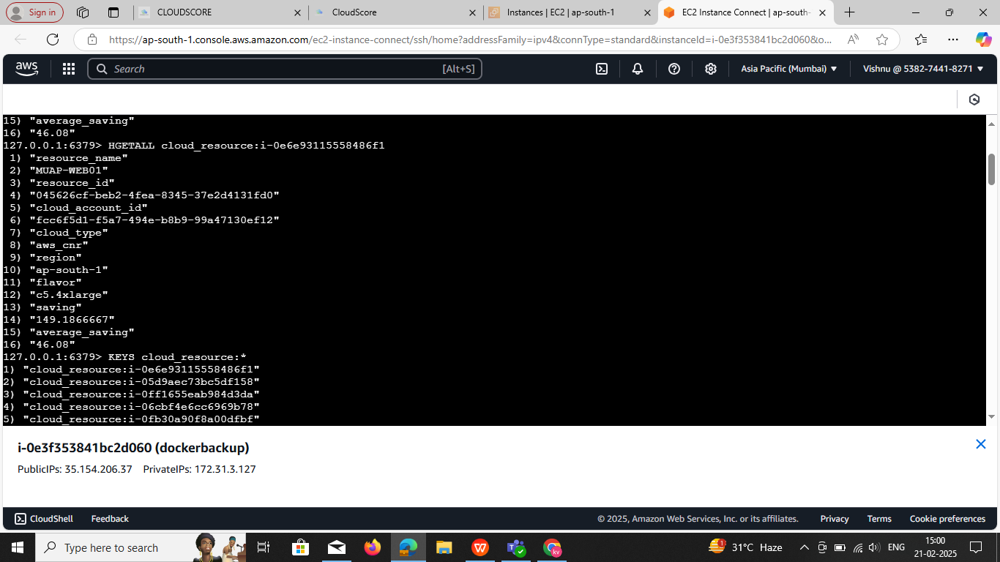 Sign in
CLOUDSCORE
CloudScore
Instances | EC2 | ap-south-1
EC2 Instance Connect | ap-south-
https://ap-south-1.console.aws.amazon.com/ec2-instance-connect/ssh/home?addressFamily=ipv4&connType=standard&instanceId=i-0e3f353841bc2d060&o...
aws
Search
[Alt+S]
Asia Pacific (Mumbai)
Vishnu @ 5382-7441-8271
15) "average_saving"
16) "46.08"
127.0.0.1:6379> HGETALL cloud_resource:i-0e6e93115558486f1
1) "resource_name"
2) "MUAP-WEB01"
3) "resource_id"
4) "045626cf-beb2-4fea-8345-37e2d4131fd0"
5) "cloud_account_id"
6) "fcc6f5d1-f5a7-494e-b8b9-99a47130ef12"
7) "cloud_type"
8) "aws_cnr"
9) "region"
10) "ap-south-1"
11) "flavor"
12) "c5.4xlarge"
13) "saving"
14) "149.1866667"
15) "average_saving"
16) "46.08"
127.0.0.1:6379> KEYS cloud_resource:*
1) "cloud_resource:i-0e6e93115558486f1"
2) "cloud_resource:i-05d9aec73bc5df158"
3) "cloud_resource:i-0ff1655eab984d3da"
4) "cloud_resource:i-06cbf4e6cc6969b78"
5) "cloud_resource:i-0fb30a90f8a00dfbf"
i-0e3f353841bc2d060 (dockerbackup)
PublicIPs: 35.154.206.37 PrivateIPs: 172.31.3.127
CloudShell
Feedback
© 2025, Amazon Web Services, Inc. or its affiliates.
Privacy
Terms
Cookie preferences
Type here to search
kv
1
31°C Haze
ENG
15:00
21-02-2025